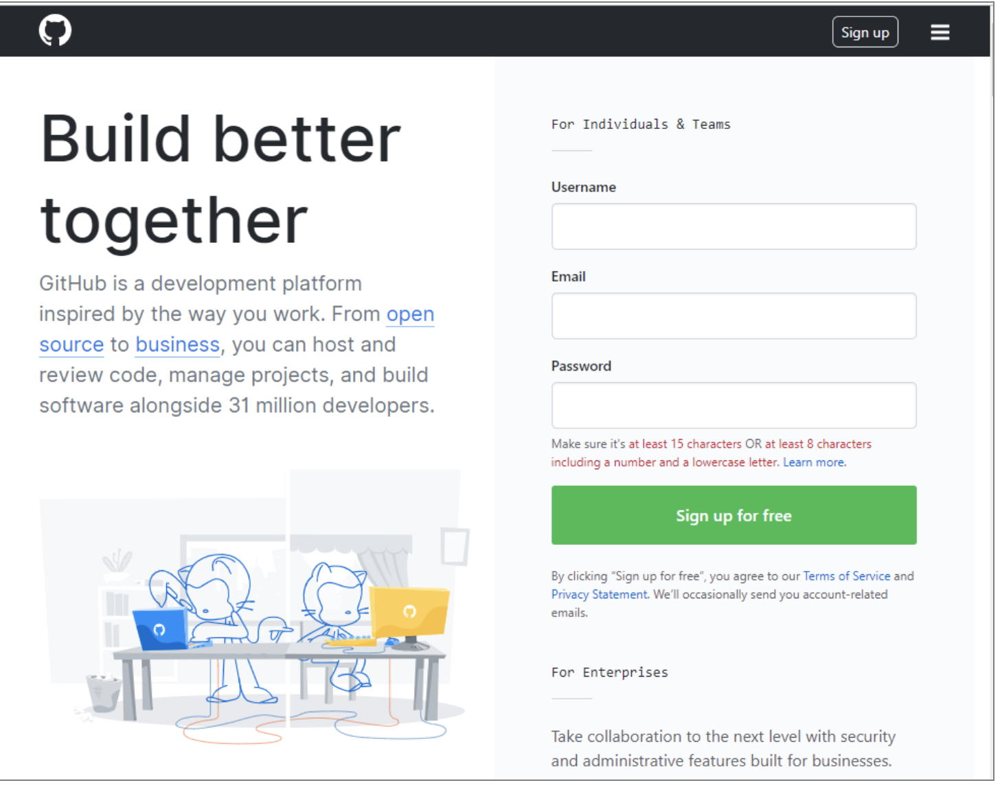 Sign up
Build better
together
GitHub is a development platform
inspired by the way you work. From open
source to business, you can host and
review code, manage projects, and build
software alongside 31 million developers.
For Individuals & Teams
Username
Email
Password
Make sure it's at least 15 characters OR at least 8 characters
including a number and a lowercase letter. Learn more.
Sign up for free
By clicking “Sign up for free“, you agree to our Terms of Service and
Privacy Statement. We’ll occasionally send you account-related
emails.
For Enterprises
Take collaboration to the next level with security
and administrative features built for businesses.